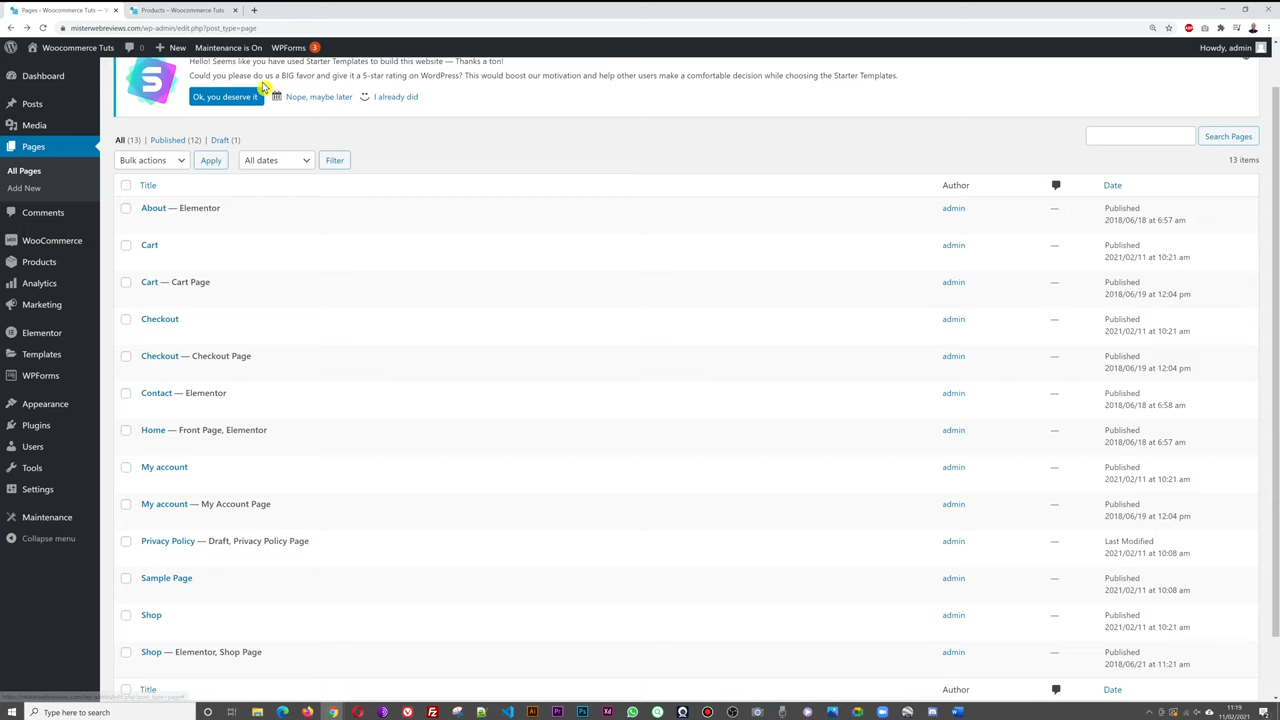 Pages ‹ Woocommerce Tuts — V
Products – Woocommerce Tuts
misterwebreviews.com/wp-admin/edit.php?post_type=page
Woocommerce Tuts
0
New
Maintenance is On
WPForms
3
Howdy, admin
Dashboard
Posts
Media
Pages
All Pages
Add New
Comments
WooCommerce
Products
Analytics
Marketing
Elementor
Templates
WPForms
Appearance
Plugins
Users
Tools
Settings
Maintenance
Collapse menu
Hello! Seems like you have used Starter Templates to build this website — Thanks a ton!
Could you please do us a BIG favor and give it a 5-star rating on WordPress? This would boost our motivation and help other users make a comfortable decision while choosing the Starter Templates.
Ok, you deserve it
Nope, maybe later
I already did
All (13) | Published (12) | Draft (1)
Search Pages
Bulk actions
Apply
All dates
Filter
13 items
Title
Author
Date
About — Elementor
admin
—
Published
2018/06/18 at 6:57 am
Cart
admin
—
Published
2021/02/11 at 10:21 am
Cart — Cart Page
admin
—
Published
2018/06/19 at 12:04 pm
Checkout
admin
—
Published
2021/02/11 at 10:21 am
Checkout — Checkout Page
admin
—
Published
2018/06/19 at 12:04 pm
Contact — Elementor
admin
—
Published
2018/06/18 at 6:58 am
Home — Front Page, Elementor
admin
—
Published
2018/06/18 at 6:57 am
My account
admin
—
Published
2021/02/11 at 10:21 am
My account — My Account Page
admin
—
Published
2018/06/19 at 12:04 pm
Privacy Policy — Draft, Privacy Policy Page
admin
—
Last Modified
2021/02/11 at 10:08 am
Sample Page
admin
—
Published
2021/02/11 at 10:08 am
Shop
admin
—
Published
2021/02/11 at 10:21 am
Shop — Elementor, Shop Page
admin
—
Published
2018/06/21 at 11:21 am
Title
Author
Date
https://misterwebreviews.com/wp-admin/edit.php?post_type=page#
Type here to search
11:19
11/02/2021